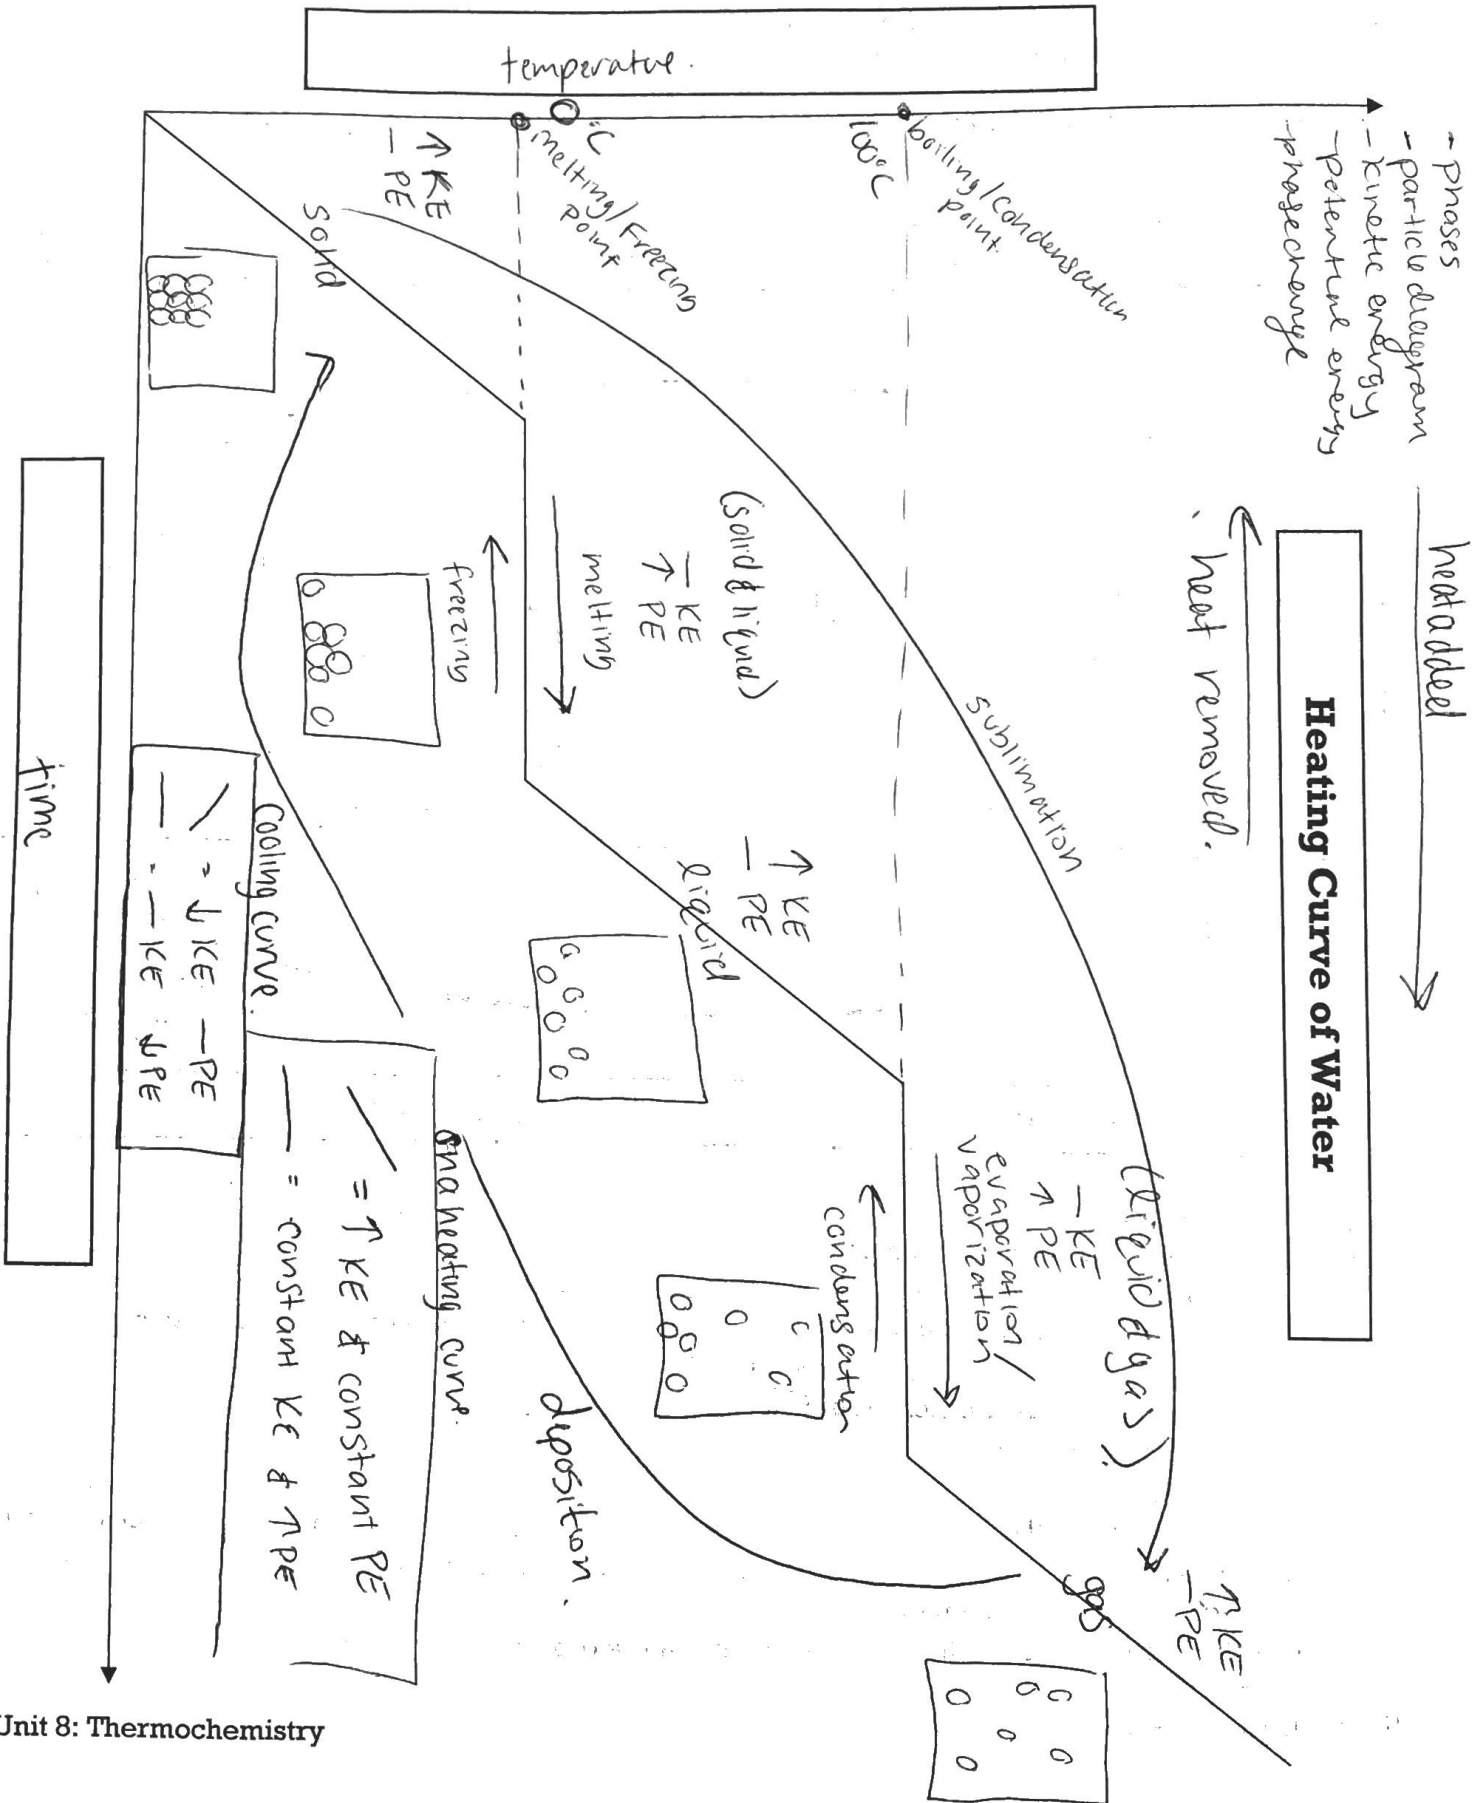 - phases
- particle diagram
- kinetic energy
- potential energy
- phase change
heat added
heat removed.
Heating Curve of Water
temperature.
boiling/condensation
point.
100°C
0°C
melting/Freezing
point
↑ KE
— PE
solid
(solid & liquid)
— KE
↑ PE
melting
freezing
sublimation
↑ KE
— PE
liquid
(liquid & gas)
— KE
↑ PE
evaporation/
vaporization
condensation
↑ KE
— PE
gas
deposition.
on a heating curve.
/ = ↑ KE & constant PE
— = constant KE & ↑ PE
Cooling curve.
\ = ↓ KE — PE
— = — KE ↓ PE
time
Unit 8: Thermochemistry